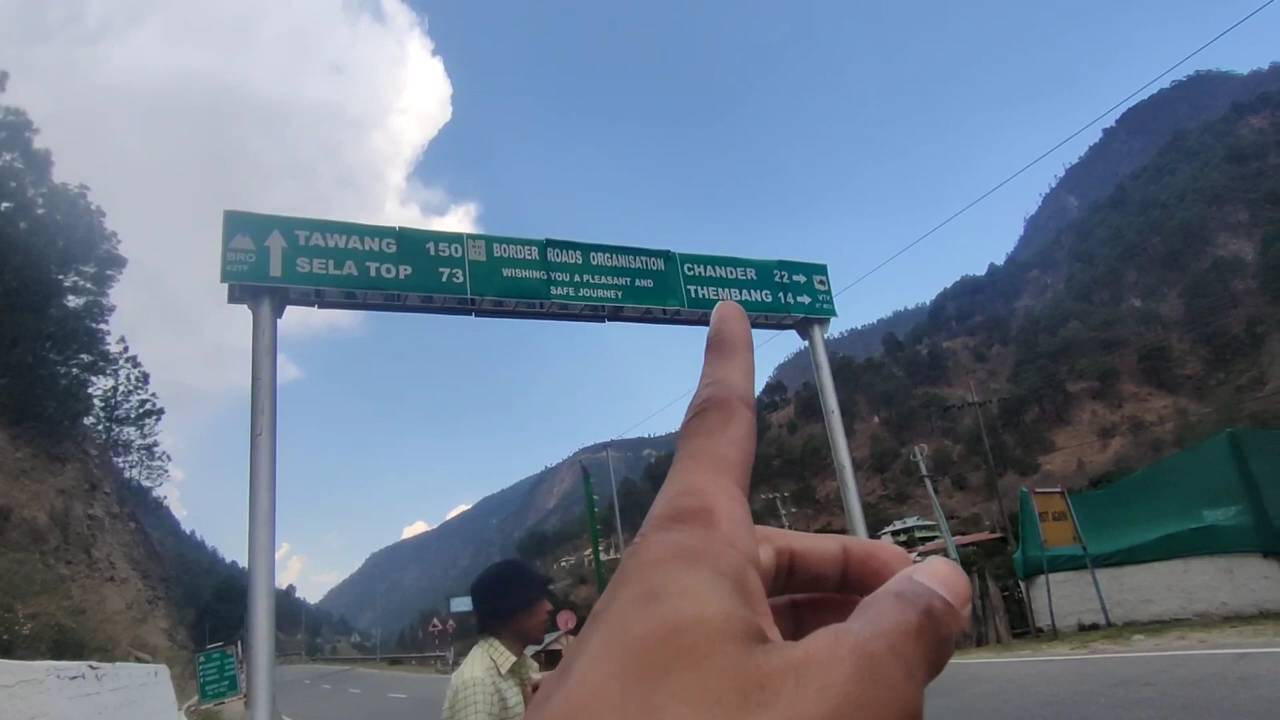 TAWANG 150
SELA TOP 73
BRO
BORDER ROADS ORGANISATION
WISHING YOU A PLEASANT AND
SAFE JOURNEY
CHANDER 22
THEMBANG 14
VTK